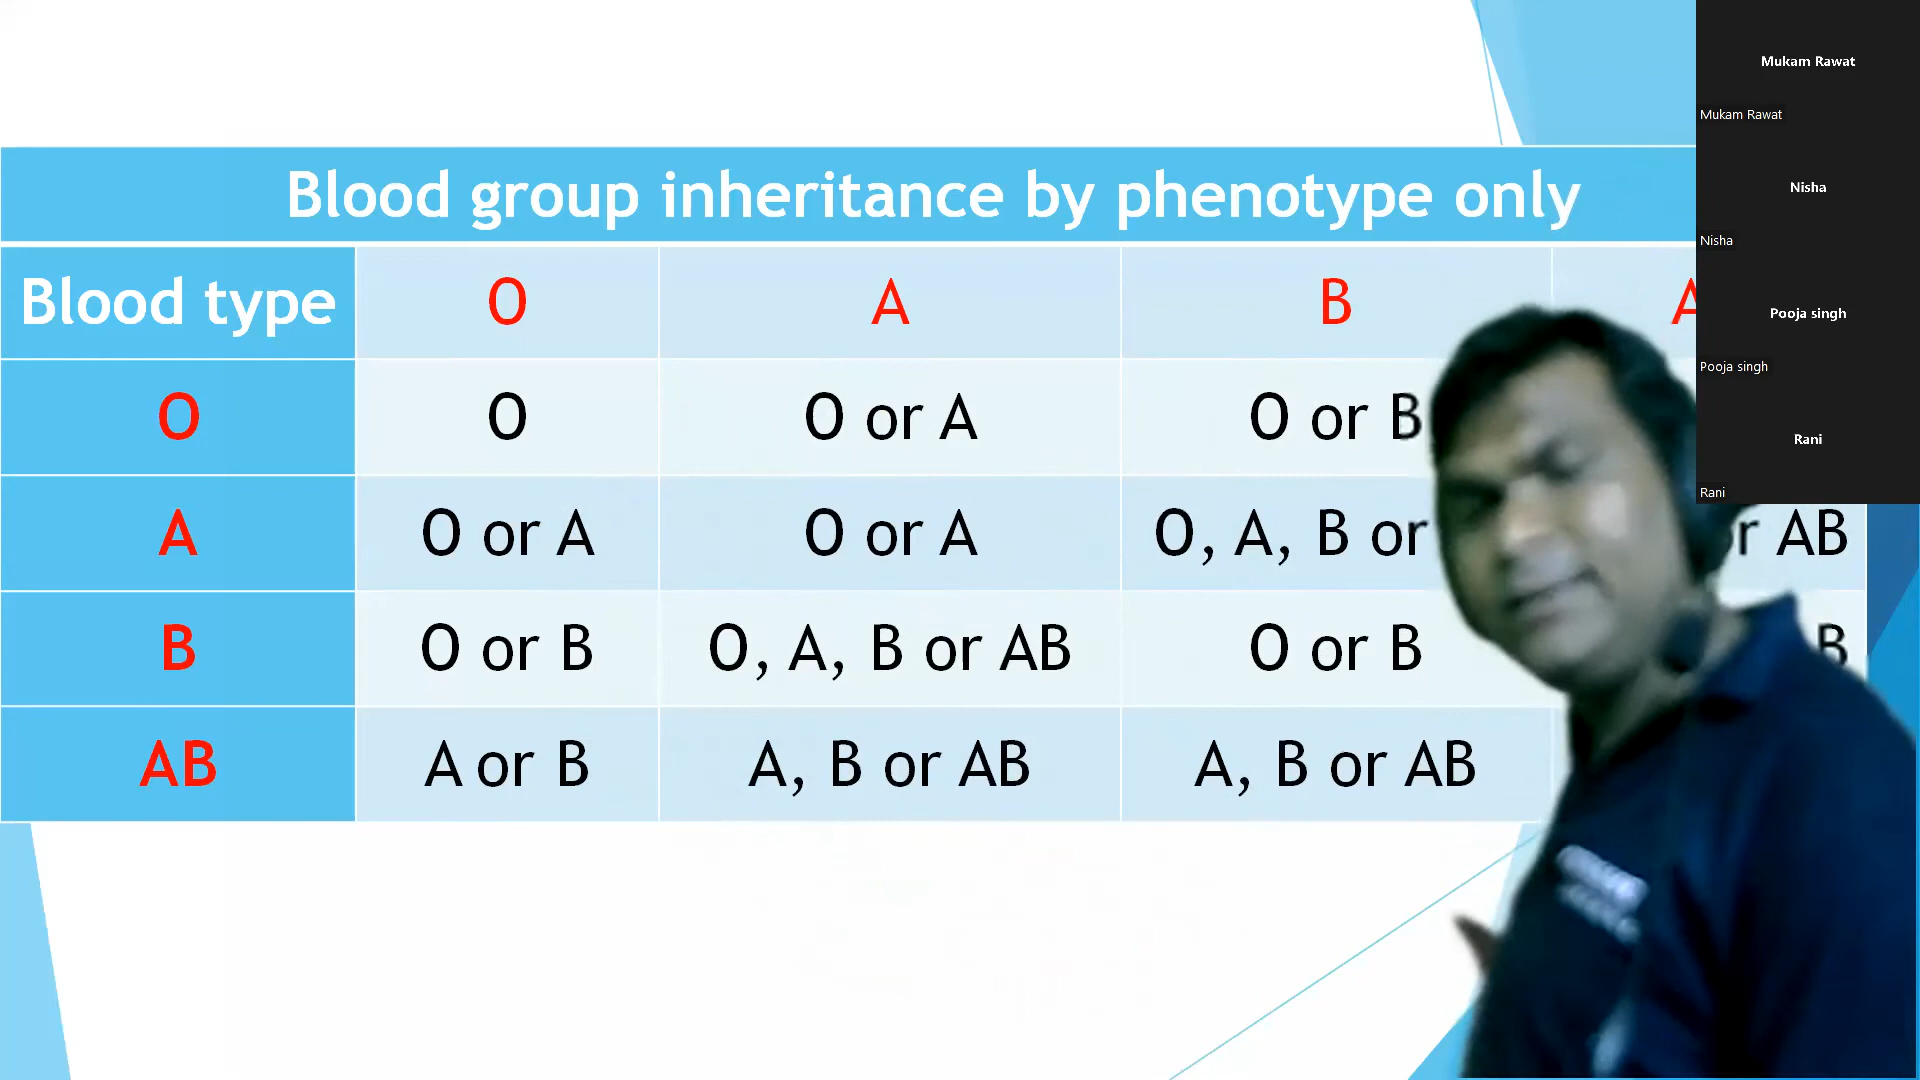 Mukam Rawat
Mukam Rawat
Nisha
Nisha
Pooja singh
Pooja singh
Rani
Rani
Blood group inheritance by phenotype only
Blood type O A B A
O O O or A O or B
A O or A O or A O, A, B or r AB
B O or B O, A, B or AB O or B B
AB A or B A, B or AB A, B or AB